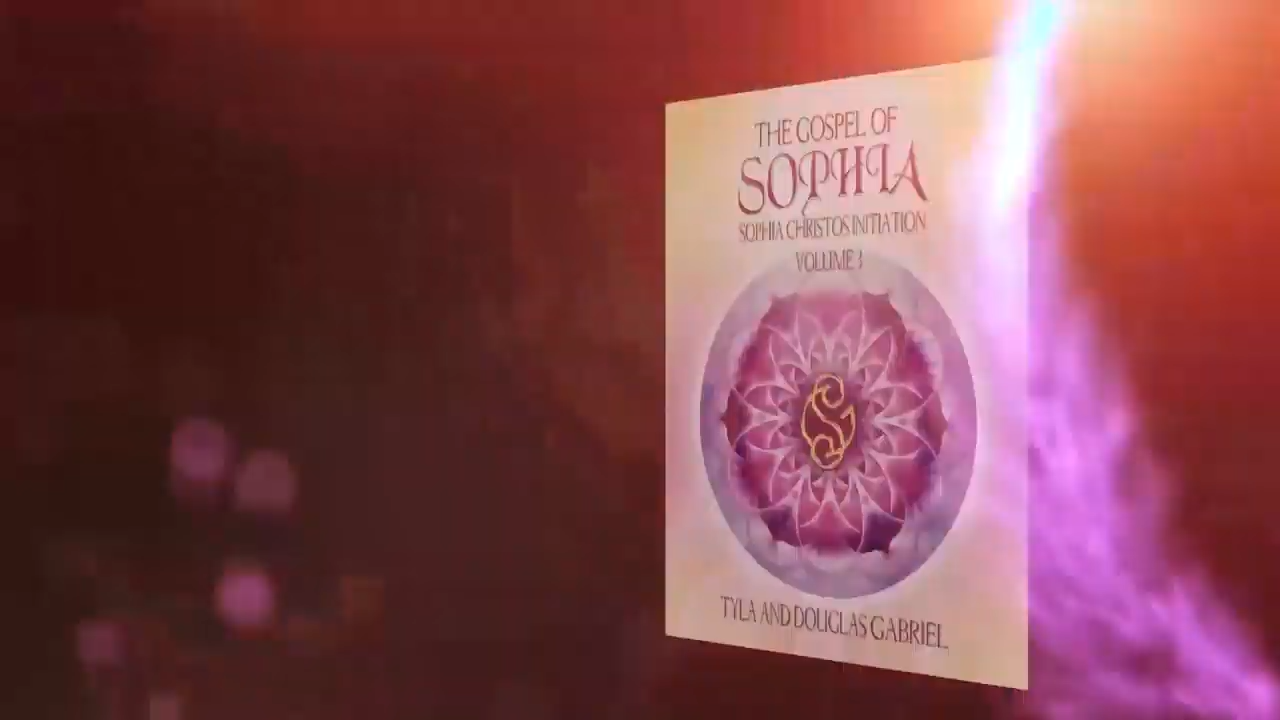 THE GOSPEL OF
SOPHIA
SOPHIA CHRISTOS INITIATION
VOLUME 3
TYLA AND DOUGLAS GABRIEL